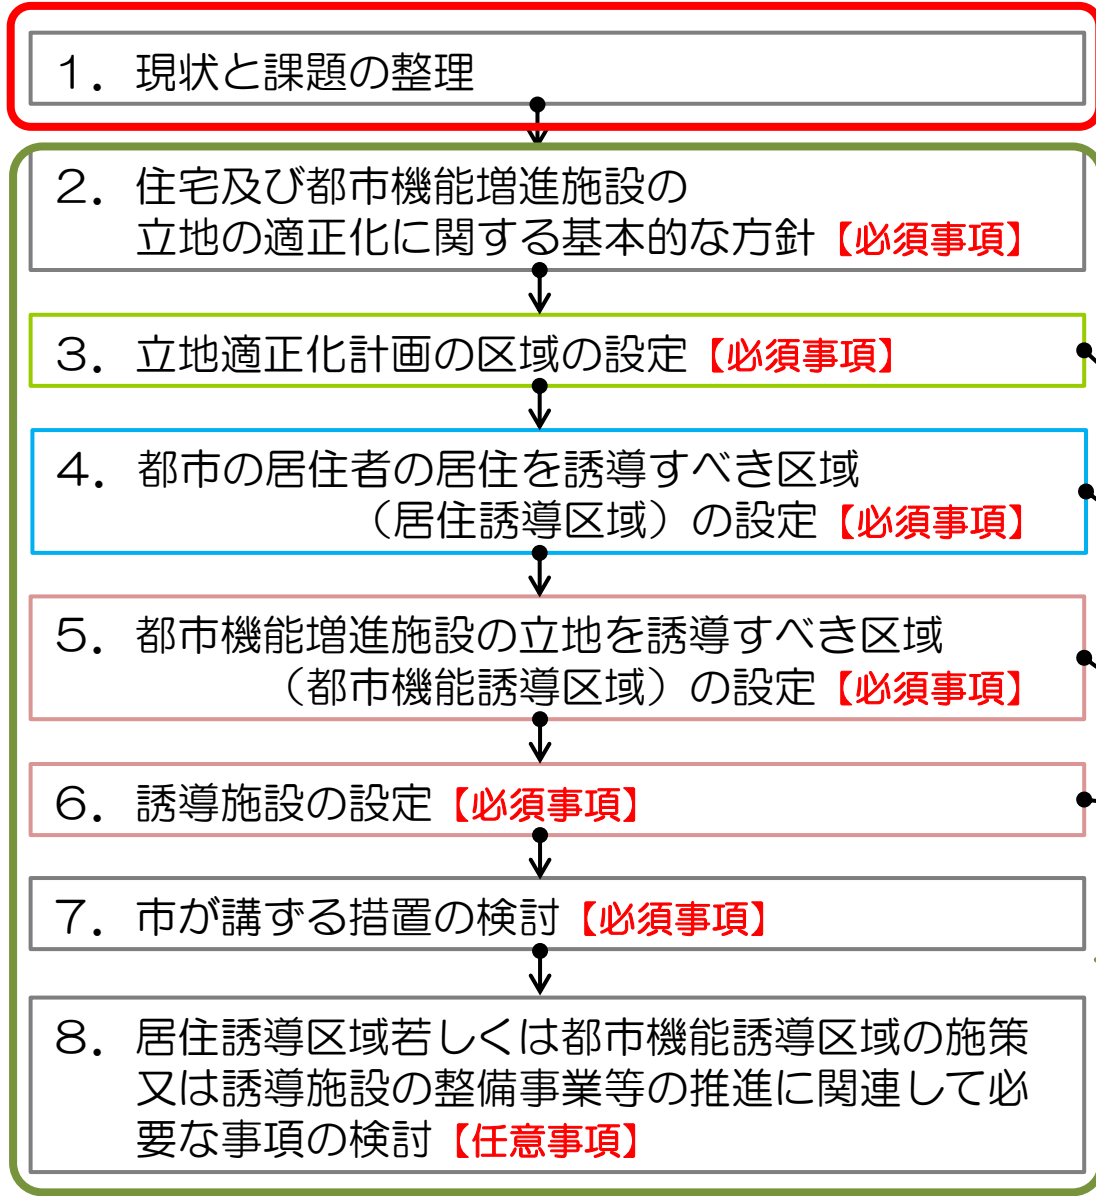 １．現状と課題の整理
２．住宅及び都市機能増進施設の
立地の適正化に関する基本的な方針【必須事項】
３．立地適正化計画の区域の設定【必須事項】
４．都市の居住者の居住を誘導すべき区域
（居住誘導区域）の設定【必須事項】
５．都市機能増進施設の立地を誘導すべき区域
（都市機能誘導区域）の設定【必須事項】
６．誘導施設の設定【必須事項】
７．市が講ずる措置の検討【必須事項】
８．居住誘導区域若しくは都市機能誘導区域の施策
又は誘導施設の整備事業等の推進に関連して必
要な事項の検討【任意事項】